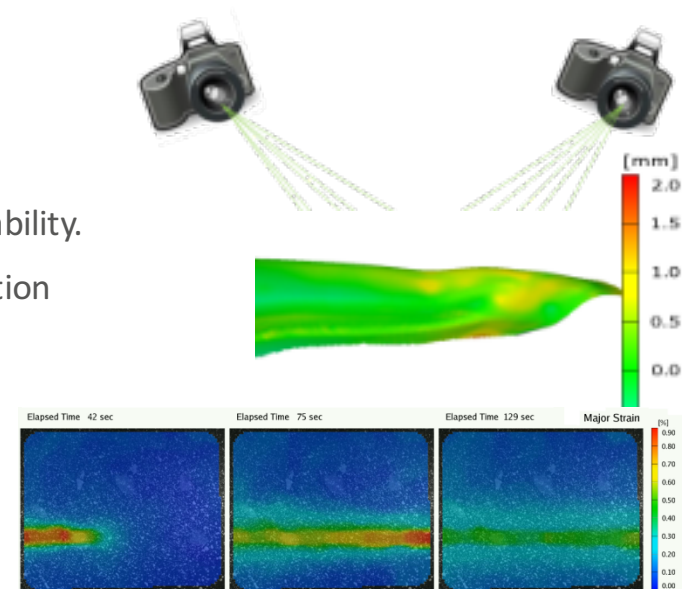 [mm]
2.0
ability.
1.5
tion
1.0
0.5
0.0
Elapsed Time 42 sec
Elapsed Time 75 sec
Elapsed Time 129 sec
Major Strain
[%]
0.90
0.80
0.70
0.60
0.50
0.40
0.30
0.20
0.10
0.00